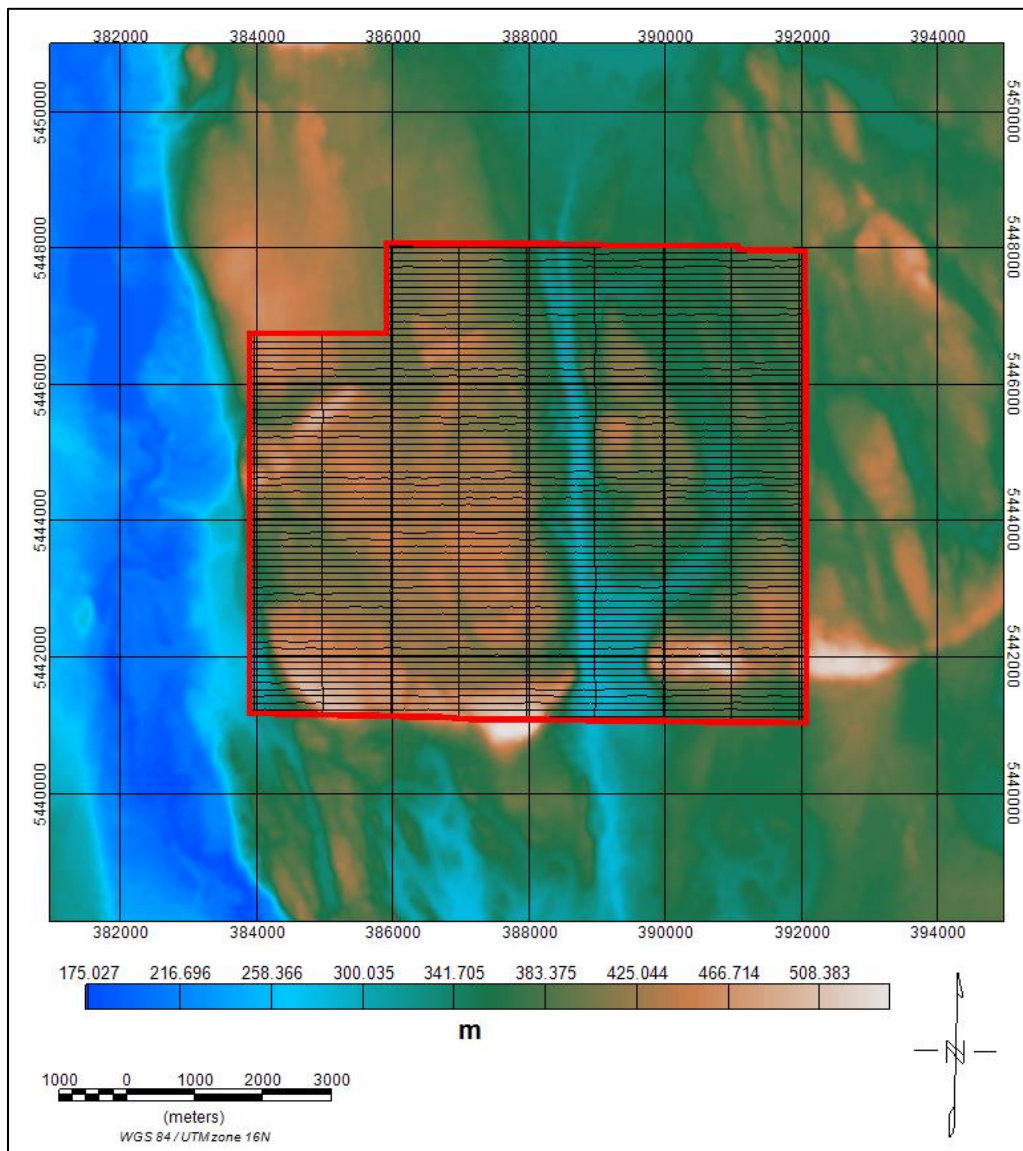 382000 384000 386000 388000 390000 392000 394000
5450000 5450000
5448000 5448000
5446000 5446000
5444000 5444000
5442000 5442000
5440000 5440000
382000 384000 386000 388000 390000 392000 394000
175.027 216.696 258.366 300.035 341.705 383.375 425.044 466.714 508.383
m
N
1000 0 1000 2000 3000
(meters)
WGS 84 / UTM zone 16N